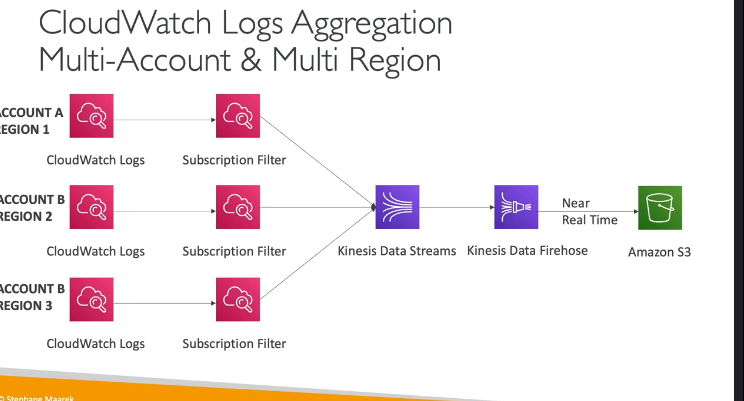 CloudWatch Logs Aggregation
Multi-Account & Multi Region
ACCOUNT A
REGION 1
CloudWatch Logs
Subscription Filter
ACCOUNT B
REGION 2
CloudWatch Logs
Subscription Filter
Kinesis Data Streams
Kinesis Data Firehose
Near
Real Time
Amazon S3
ACCOUNT B
REGION 3
CloudWatch Logs
Subscription Filter
© Stephane Maarek